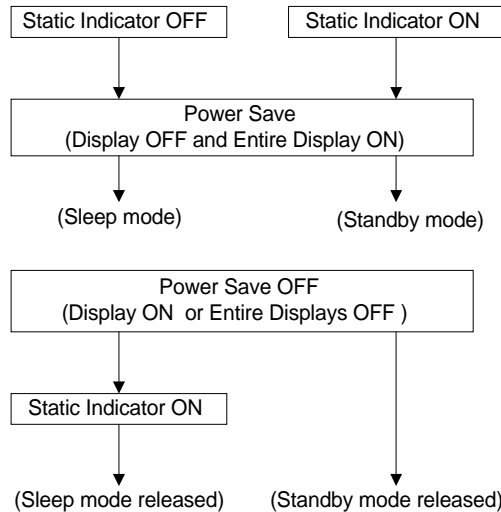 Static Indicator OFF
Static Indicator ON
Power Save
(Display OFF and Entire Display ON)
(Sleep mode)
(Standby mode)
Power Save OFF
(Display ON or Entire Displays OFF )
Static Indicator ON
(Sleep mode released)
(Standby mode released)